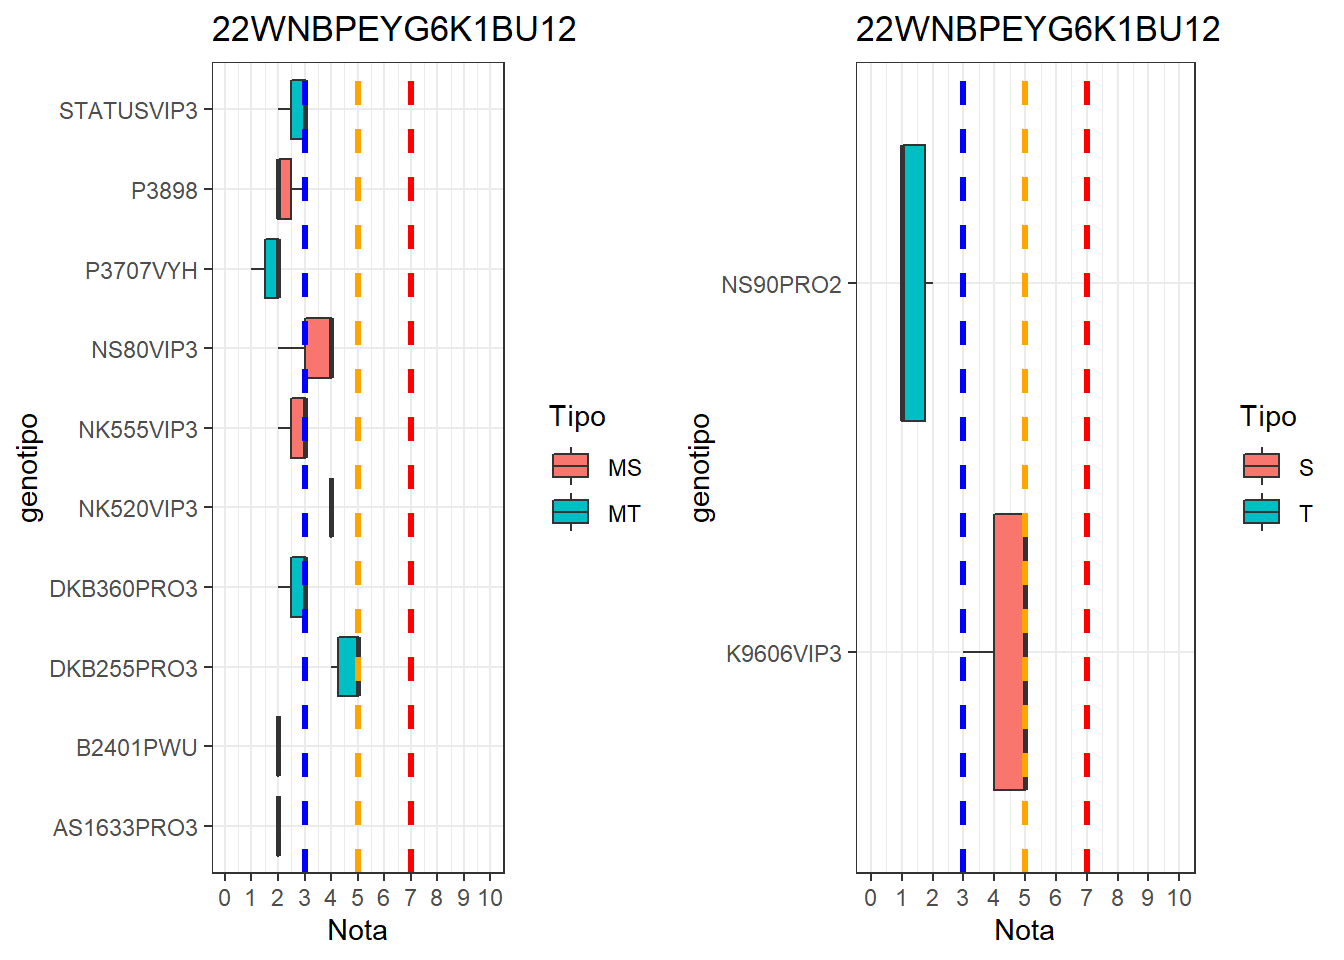 22WNBPEYG6K1BU12
STATUSVIP3
P3898
P3707VYH
NS80VIP3
NK555VIP3
NK520VIP3
DKB360PRO3
DKB255PRO3
B2401PWU
AS1633PRO3
genotipo
0 1 2 3 4 5 6 7 8 9 10
Nota
Tipo
MS
MT
22WNBPEYG6K1BU12
NS90PRO2
K9606VIP3
genotipo
0 1 2 3 4 5 6 7 8 9 10
Nota
Tipo
S
T